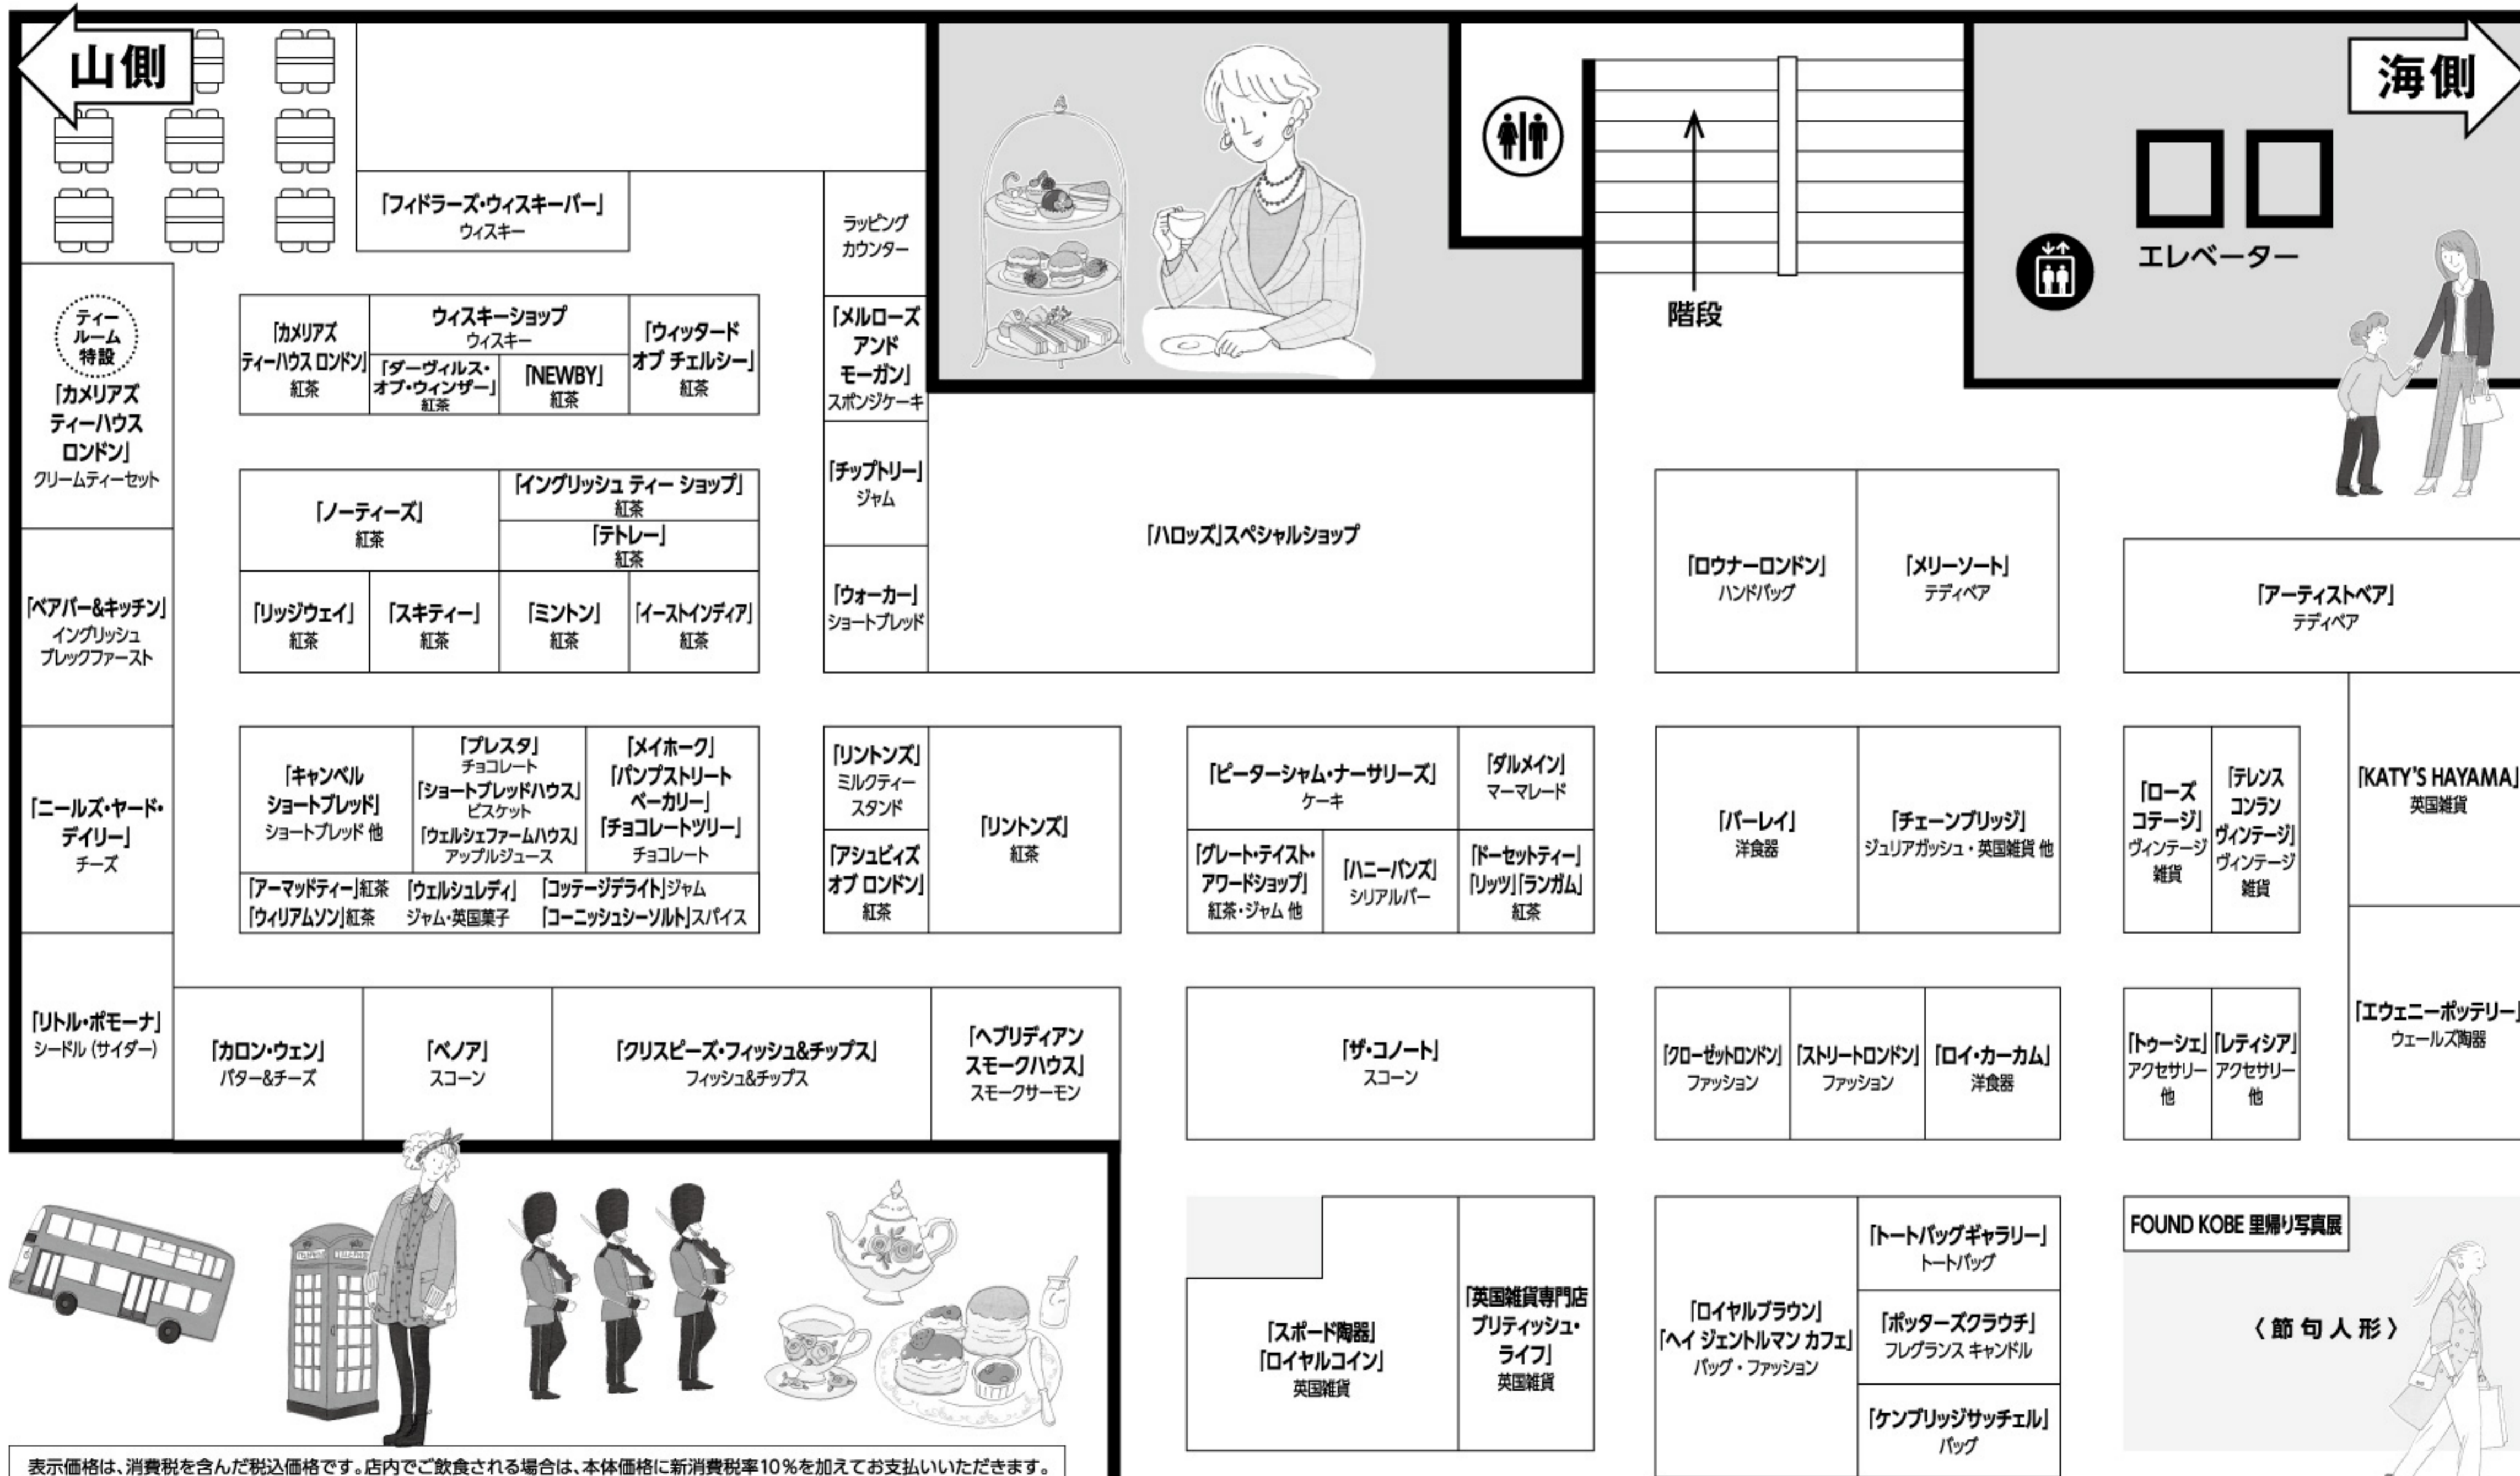 山側
海側
「フィドラーズ・ウィスキーバー」
ウィスキー
ラッピング
カウンター
階段
エレベーター
ティー
ルーム
特設
「カメリアズ
ティーハウス
ロンドン」
クリームティーセット
「カメリアズ
ティーハウス ロンドン」
紅茶
ウィスキーショップ
ウィスキー
「ダーヴィルス・
オブ・ウィンザー」
紅茶
「NEWBY」
紅茶
「ウィッタード
オブ チェルシー」
紅茶
「メルローズ
アンド
モーガン」
スポンジケーキ
「チップトリー」
ジャム
「ウォーカー」
ショートブレッド
「ハロッズ」スペシャルショップ
「ノーティーズ」
紅茶
「イングリッシュ ティー ショップ」
紅茶
「テトレー」
紅茶
「リッジウェイ」
紅茶
「スキティー」
紅茶
「ミントン」
紅茶
「イーストインディア」
紅茶
「ロウナーロンドン」
ハンドバッグ
「メリーソート」
テディベア
「アーティストベア」
テディベア
「ベアバー&キッチン」
イングリッシュ
ブレックファースト
「ニールズ・ヤード・
デイリー」
チーズ
「キャンベル
ショートブレッド」
ショートブレッド 他
「プレスタ」
チョコレート
「ショートブレッドハウス」
ビスケット
「ウェルシェファームハウス」
アップルジュース
「メイホーク」
「パンプストリート
ベーカリー」
「チョコレートツリー」
チョコレート
「アーマッドティー」紅茶
「ウィリアムソン」紅茶
「ウェルシュレディ」
ジャム・英国菓子
「コッテージデライト」ジャム
「コーニッシュシーソルト」スパイス
「リントンズ」
ミルクティー
スタンド
「アシュビィズ
オブ ロンドン」
紅茶
「リントンズ」
紅茶
「ピーターシャム・ナーサリーズ」
ケーキ
「ダルメイン」
マーマレード
「グレート・テイスト・
アワードショップ」
紅茶・ジャム 他
「ハニーバンズ」
シリアルバー
「ドーセットティー」
「リッツ」「ランガム」
紅茶
「バーレイ」
洋食器
「チェーンブリッジ」
ジュリアガッシュ・英国雑貨 他
「ローズ
コテージ」
ヴィンテージ
雑貨
「テレンス
コンラン
ヴィンテージ」
ヴィンテージ
雑貨
「KATY'S HAYAMA」
英国雑貨
「リトル・ポモーナ」
シードル (サイダー)
「カロン・ウェン」
バター&チーズ
「ベノア」
スコーン
「クリスピーズ・フィッシュ&チップス」
フィッシュ&チップス
「ヘブリディアン
スモークハウス」
スモークサーモン
「ザ・コノート」
スコーン
「クローゼットロンドン」
ファッション
「ストリートロンドン」
ファッション
「ロイ・カーカム」
洋食器
「トゥーシェ」
アクセサリー
他
「レティシア」
アクセサリー
他
「エウェニーポッテリー」
ウェールズ陶器
「スポード陶器」
「ロイヤルコイン」
英国雑貨
「英国雑貨専門店
ブリティッシュ・
ライフ」
英国雑貨
「ロイヤルブラウン」
「ヘイ ジェントルマン カフェ」
バッグ・ファッション
「トートバッグギャラリー」
トートバッグ
「ポッターズクラウチ」
フレグランス キャンドル
「ケンブリッジサッチェル」
バッグ
FOUND KOBE 里帰り写真展
〈節句人形〉
表示価格は、消費税を含んだ税込価格です。店内でご飲食される場合は、本体価格に新消費税率10%を加えてお支払いいただきます。